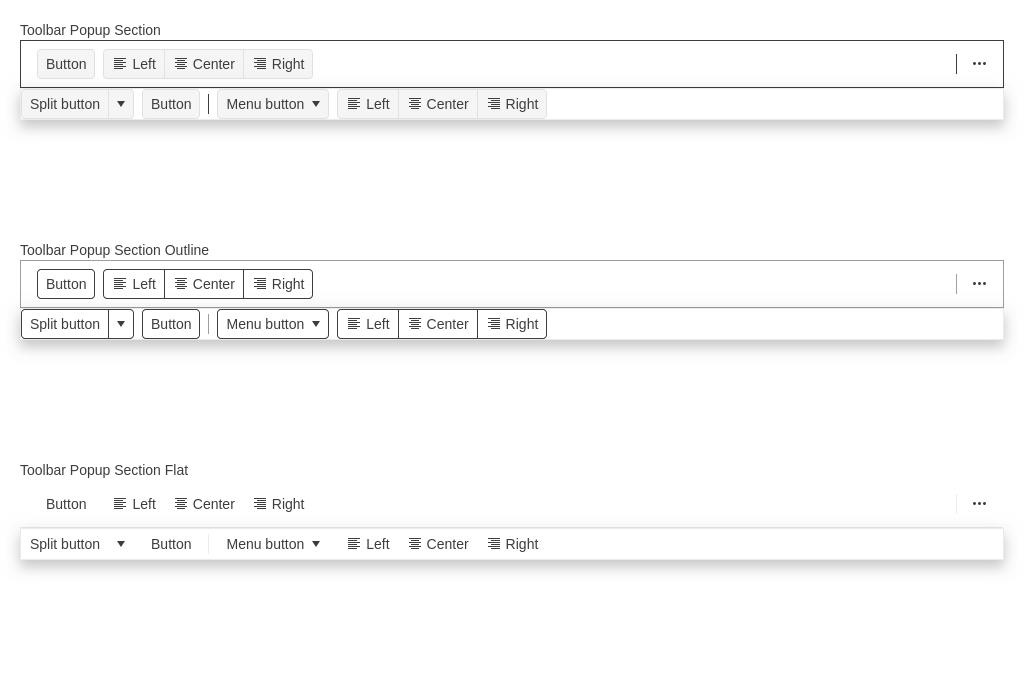 Toolbar Popup Section
Button Left Center Right
Split button Button Menu button Left Center Right
Toolbar Popup Section Outline
Button Left Center Right
Split button Button Menu button Left Center Right
Toolbar Popup Section Flat
Button Left Center Right
Split button Button Menu button Left Center Right